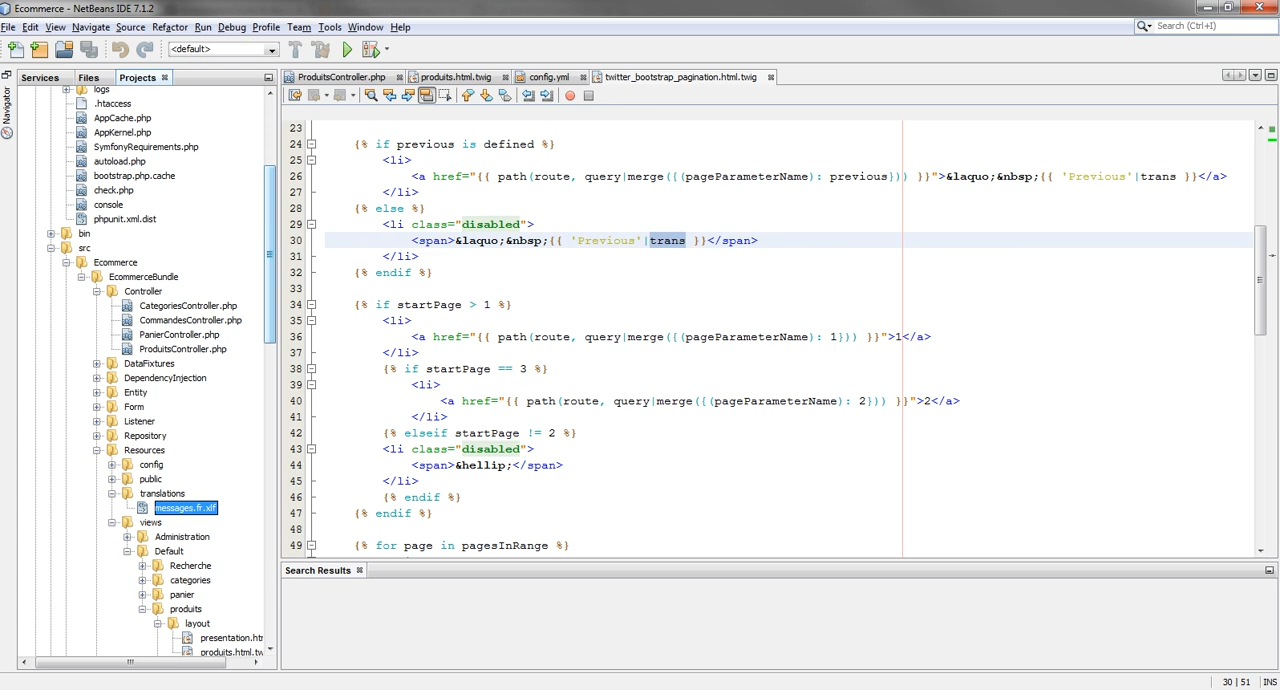 Ecommerce - NetBeans IDE 7.1.2
File Edit View Navigate Source Refactor Run Debug Profile Team Tools Window Help
Search (Ctrl+I)
<default>
Services Files Projects
ProduitsController.php produits.html.twig config.yml twitter_bootstrap_pagination.html.twig
Navigator
logs
.htaccess
AppCache.php
AppKernel.php
SymfonyRequirements.php
autoload.php
bootstrap.php.cache
check.php
console
phpunit.xml.dist
bin
src
Ecommerce
EcommerceBundle
Controller
CategoriesController.php
CommandesController.php
PanierController.php
ProduitsController.php
DataFixtures
DependencyInjection
Entity
Form
Listener
Repository
Resources
config
public
translations
messages.fr.xlf
views
Administration
Default
Recherche
categories
panier
produits
layout
presentation.ht
produits.html.tw
23
24 {% if previous is defined %}
25 <li>
26 <a href="{{ path(route, query|merge({(pageParameterName): previous})) }}">&laquo;&nbsp;{{ 'Previous'|trans }}</a>
27 </li>
28 {% else %}
29 <li class="disabled">
30 <span>&laquo;&nbsp;{{ 'Previous'|trans }}</span>
31 </li>
32 {% endif %}
33
34 {% if startPage > 1 %}
35 <li>
36 <a href="{{ path(route, query|merge({(pageParameterName): 1})) }}">1</a>
37 </li>
38 {% if startPage == 3 %}
39 <li>
40 <a href="{{ path(route, query|merge({(pageParameterName): 2})) }}">2</a>
41 </li>
42 {% elseif startPage != 2 %}
43 <li class="disabled">
44 <span>&hellip;</span>
45 </li>
46 {% endif %}
47 {% endif %}
48
49 {% for page in pagesInRange %}
Search Results
30 | 51 INS